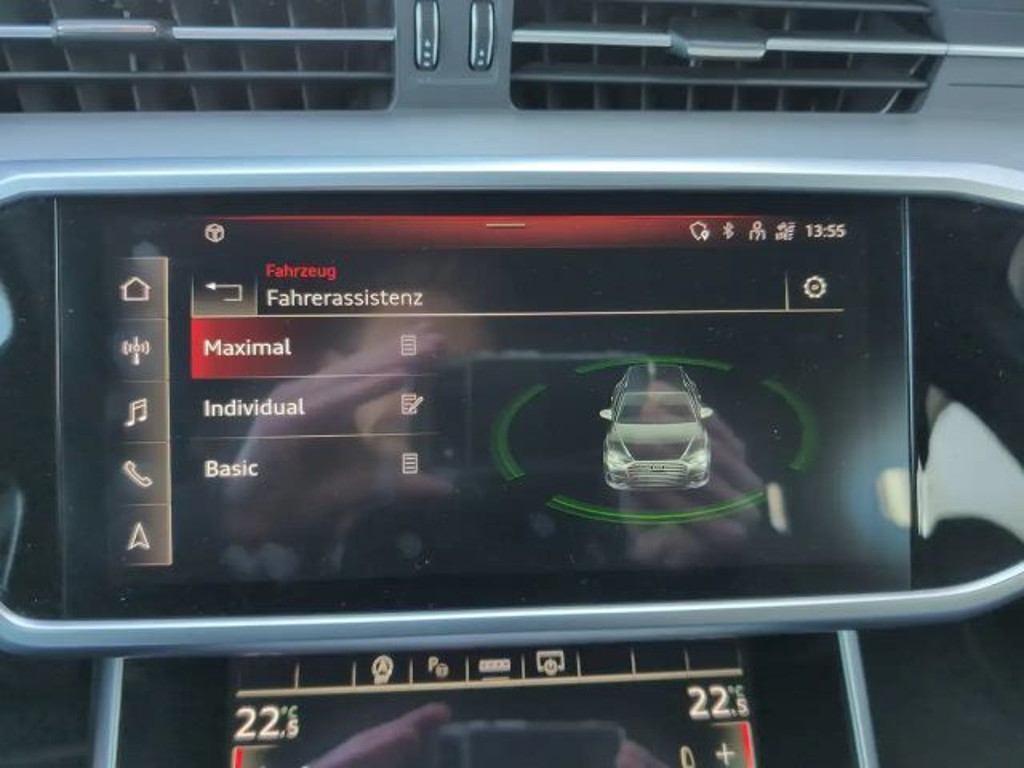 13:55
Fahrzeug
Fahrerassistenz
Maximal
Individual
Basic
22.5°C
22.5°C